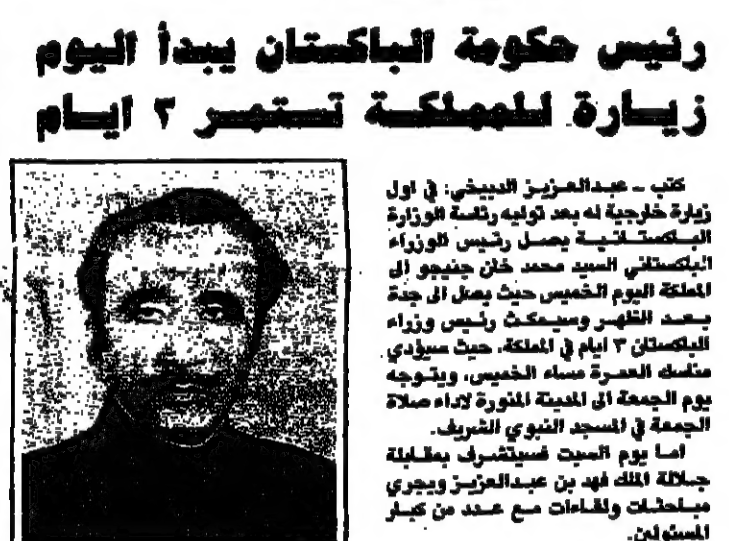 رئيس حكومة الباكستان يبدأ اليوم
زيارة للمملكة تستمر ٣ ايام
كتب ـ عبدالعزيز الدبيخي: في اول
زيارة خارجية له بعد توليه رئاسة الوزارة
الباكستانية يصل رئيس الوزراء
الباكستاني السيد محمد خان جنيجو الى
المملكة اليوم الخميس حيث يصل الى جدة
بعد الظهر وسيمكث رئيس وزراء
الباكستان ٣ ايام في المملكة، حيث سيؤدي
مناسك العمرة مساء الخميس، ويتوجه
يوم الجمعة الى المدينة المنورة لاداء صلاة
الجمعة في المسجد النبوي الشريف.
اما يوم السبت فسيتشرف بمقابلة
جلالة الملك فهد بن عبدالعزيز ويجري
مباحثات ولقاءات مع عدد من كبار
المسئولين.